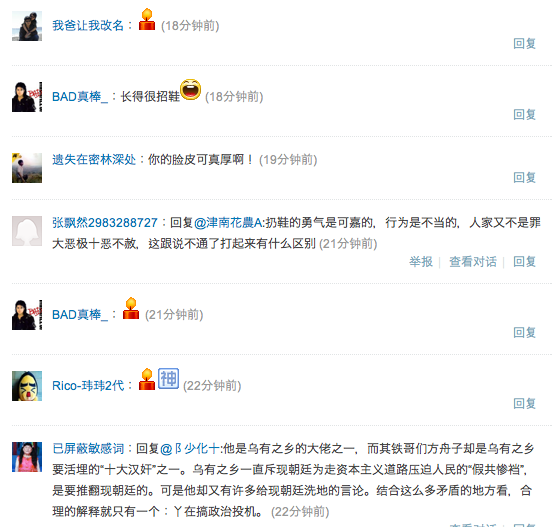 我爸让我改名： (18分钟前)
回复
BAD真棒_：长得很招鞋 (18分钟前)
回复
遗失在密林深处：你的脸皮可真厚啊！ (19分钟前)
回复
张飘然2983288727：回复@津南花農A:扔鞋的勇气是可嘉的，行为是不当的，人家又不是罪
大恶极十恶不赦，这跟说不通了打起来有什么区别 (21分钟前)
举报 | 查看对话 | 回复
BAD真棒_： (21分钟前)
回复
Rico-玮玮2代： 神 (22分钟前)
回复
已屏蔽敏感词：回复@阝少化十:他是乌有之乡的大佬之一，而其铁哥们方舟子却是乌有之乡
要活埋的“十大汉奸”之一。乌有之乡一直斥现朝廷为走资本主义道路压迫人民的“假共惨裆”，
是要推翻现朝廷的。可是他却又有许多给现朝廷洗地的言论。结合这么多矛盾的地方看，合
理的解释就只有一个：丫在搞政治投机。 (22分钟前)
查看对话 | 回复